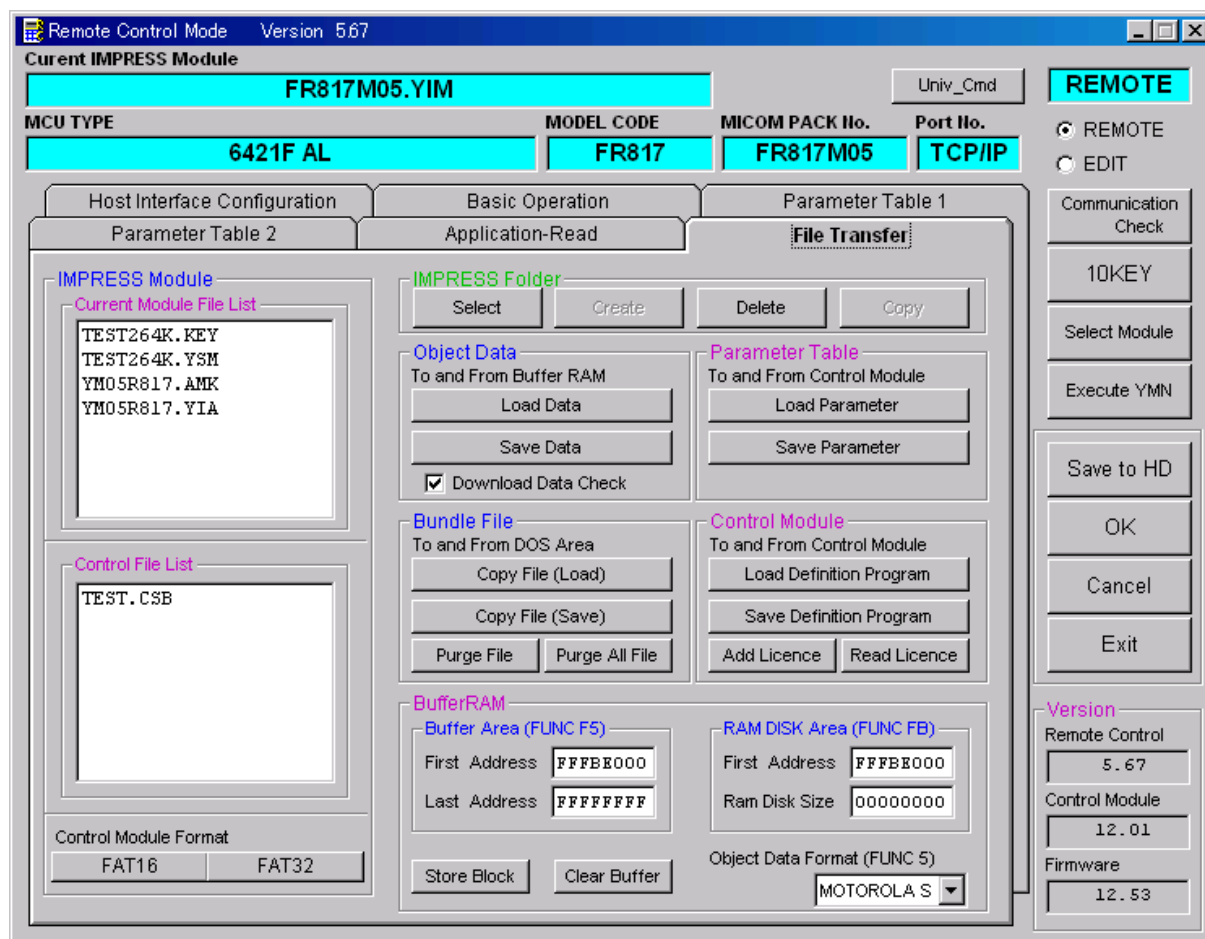 Remote Control Mode Version 5.67
Curent IMPRESS Module
FR817M05.YIM
Univ_Cmd
REMOTE
MCU TYPE
MODEL CODE
MICOM PACK No.
Port No.
6421F AL
FR817
FR817M05
TCP/IP
REMOTE
EDIT
Host Interface Configuration
Basic Operation
Parameter Table 1
Parameter Table 2
Application-Read
File Transfer
IMPRESS Module
Current Module File List
TEST264K.KEY
TEST264K.YSM
YM05R817.AMK
YM05R817.YIA
Control File List
TEST.CSB
Control Module Format
FAT16
FAT32
IMPRESS Folder
Select
Create
Delete
Copy
Object Data
To and From Buffer RAM
Load Data
Save Data
Download Data Check
Parameter Table
To and From Control Module
Load Parameter
Save Parameter
Bundle File
To and From DOS Area
Copy File (Load)
Copy File (Save)
Purge File
Purge All File
Control Module
To and From Control Module
Load Definition Program
Save Definition Program
Add Licence
Read Licence
BufferRAM
Buffer Area (FUNC F5)
First Address FFFBE000
Last Address FFFFFFFF
RAM DISK Area (FUNC FB)
First Address FFFBE000
Ram Disk Size 00000000
Store Block
Clear Buffer
Object Data Format (FUNC 5)
MOTOROLA S
Communication
Check
10KEY
Select Module
Execute YMN
Save to HD
OK
Cancel
Exit
Version
Remote Control
5.67
Control Module
12.01
Firmware
12.53